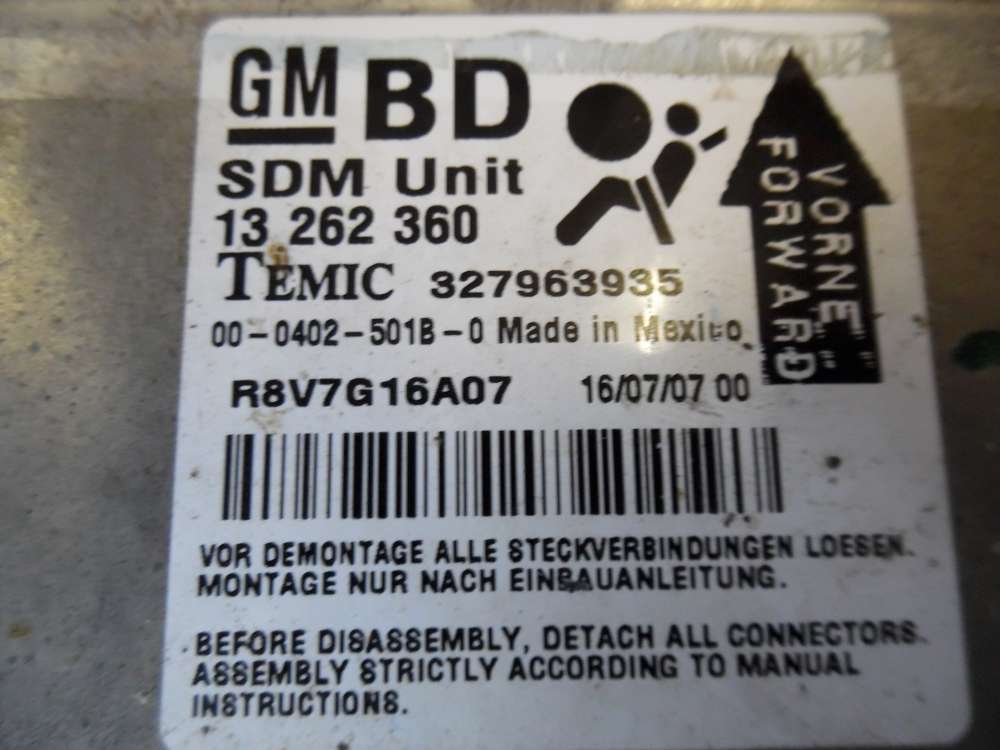 GM BD
SDM Unit
13 262 360
TEMIC 327963935
00-0402-501B-0 Made in Mexico
R8V7G16A07 16/07/07 00
VORNE
FORWARD
VOR DEMONTAGE ALLE STECKVERBINDUNGEN LOESEN.
MONTAGE NUR NACH EINBAUANLEITUNG.
BEFORE DISASSEMBLY, DETACH ALL CONNECTORS.
ASSEMBLY STRICTLY ACCORDING TO MANUAL
INSTRUCTIONS.